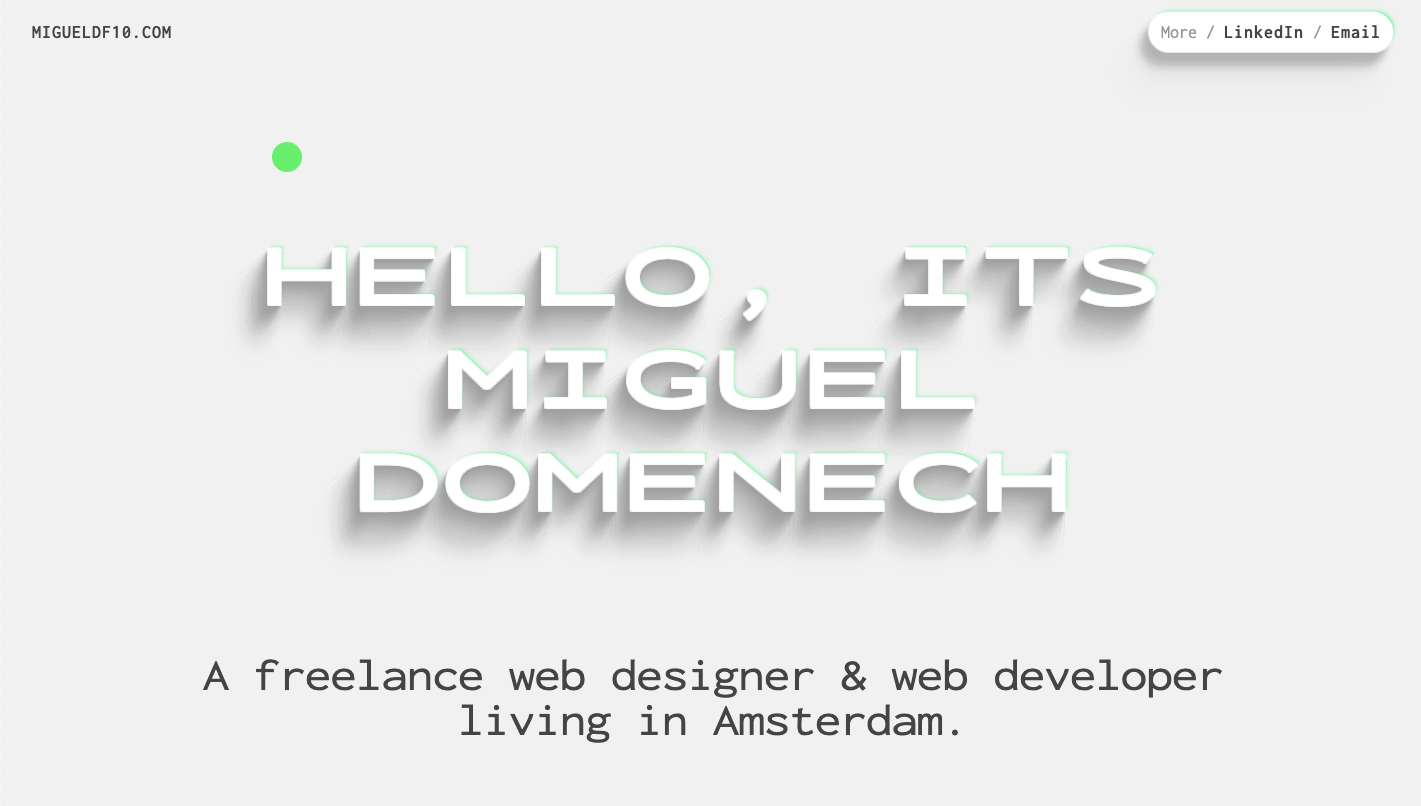 MIGUELDF10.COM
More / LinkedIn / Email
HELLO, ITS
MIGUEL
DOMENECH
A freelance web designer & web developer
living in Amsterdam.